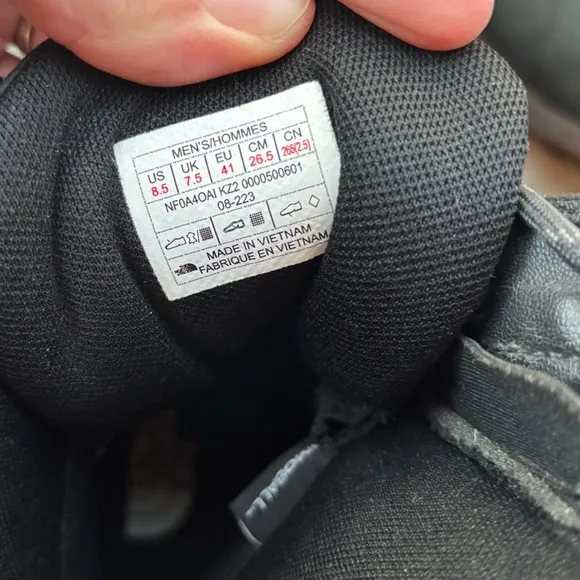 MEN'S/HOMMES
US UK EU CM CN
8.5 7.5 41 26.5 265(2.5)
NF0A4OAI KZ2 0000500601
08-223
MADE IN VIETNAM
FABRIQUE EN VIETNAM